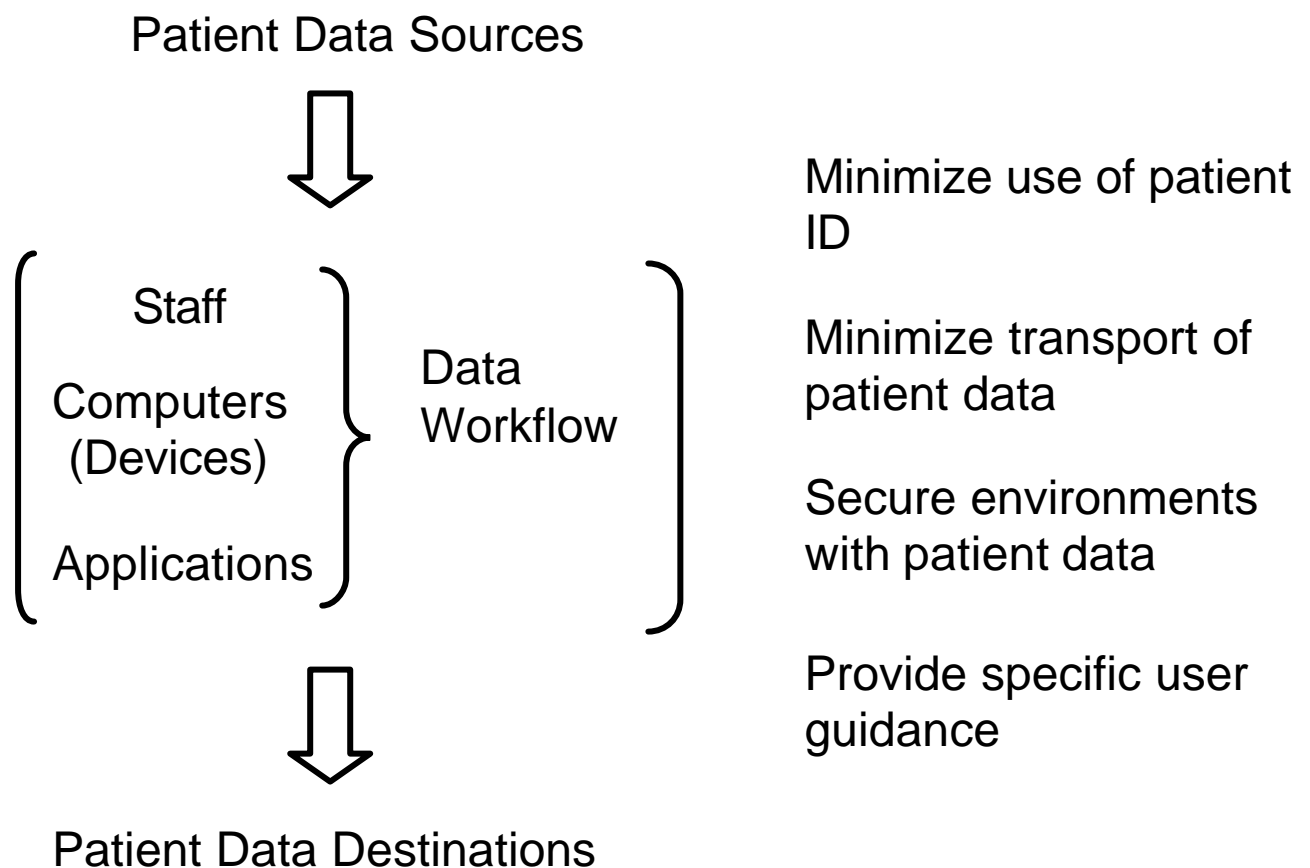 Patient Data Sources
Staff
Computers
(Devices)
Applications
Data
Workflow
Patient Data Destinations
Minimize use of patient
ID
Minimize transport of
patient data
Secure environments
with patient data
Provide specific user
guidance